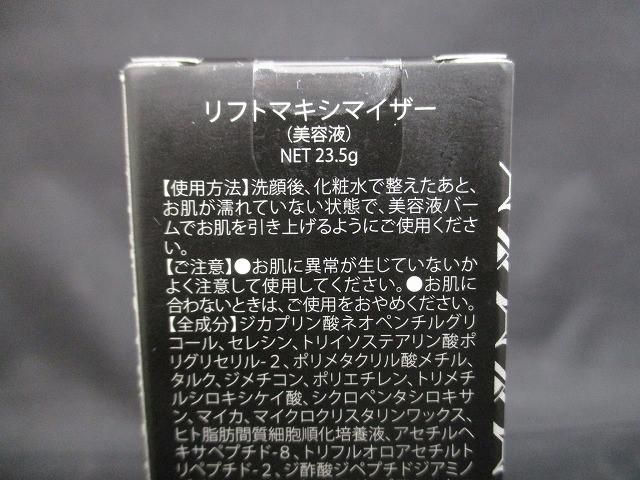 リフトマキシマイザー
(美容液)
NET 23.5g
【使用方法】洗顔後、化粧水で整えたあと、
お肌が濡れていない状態で、美容液バー
ムでお肌を引き上げるようにご使用くださ
い。
【ご注意】●お肌に異常が生じていないか
よく注意して使用してください。●お肌に
合わないときは、ご使用をおやめください。
【全成分】ジカプリン酸ネオペンチルグリ
コール、セレシン、トリイソステアリン酸ポ
リグリセリル-2、ポリメタクリル酸メチル、
タルク、ジメチコン、ポリエチレン、トリメチ
ルシロキシケイ酸、シクロペンタシロキサ
ン、マイカ、マイクロクリスタリンワックス、
ヒト脂肪間質細胞順化培養液、アセチルヘ
キサペプチド-8、トリフルオロアセチルト
リペプチド-2、ジ酢酸ジペプチドジアミノ